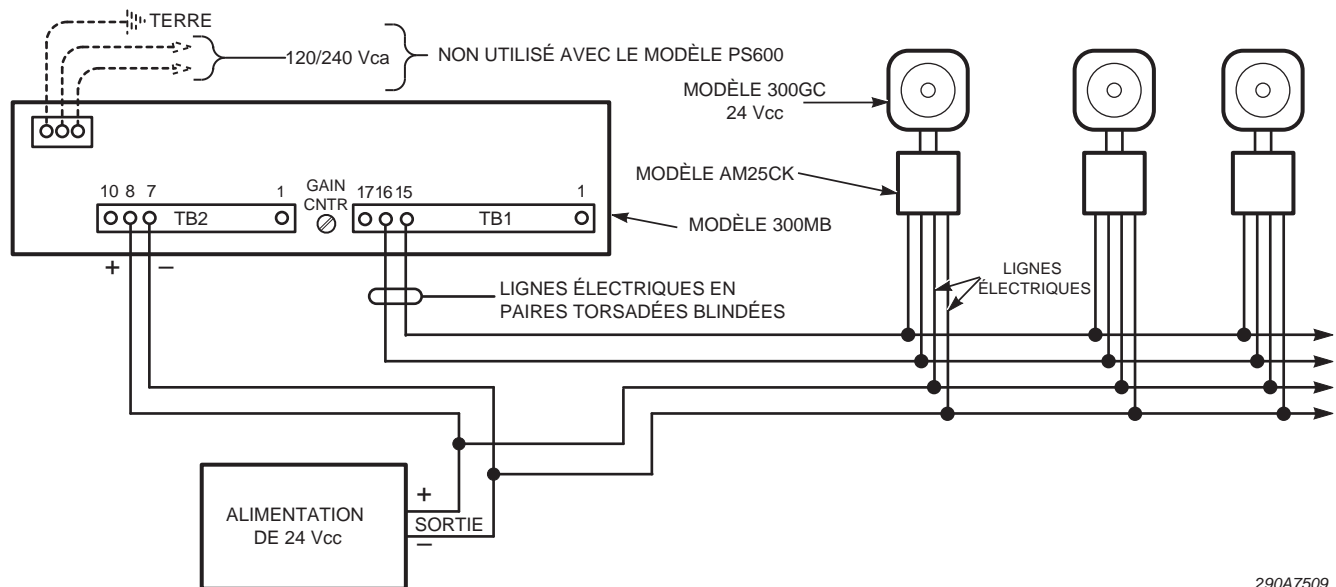 TERRE
120/240 Vca
NON UTILISÉ AVEC LE MODÈLE PS600
MODÈLE 300GC
24 Vcc
MODÈLE AM25CK
10 8 7 1
TB2
GAIN
CNTR
17 16 15 1
TB1
MODÈLE 300MB
+ –
LIGNES ÉLECTRIQUES EN
PAIRES TORSADÉES BLINDÉES
LIGNES
ÉLECTRIQUES
ALIMENTATION
DE 24 Vcc
+
SORTIE
–
290A7509